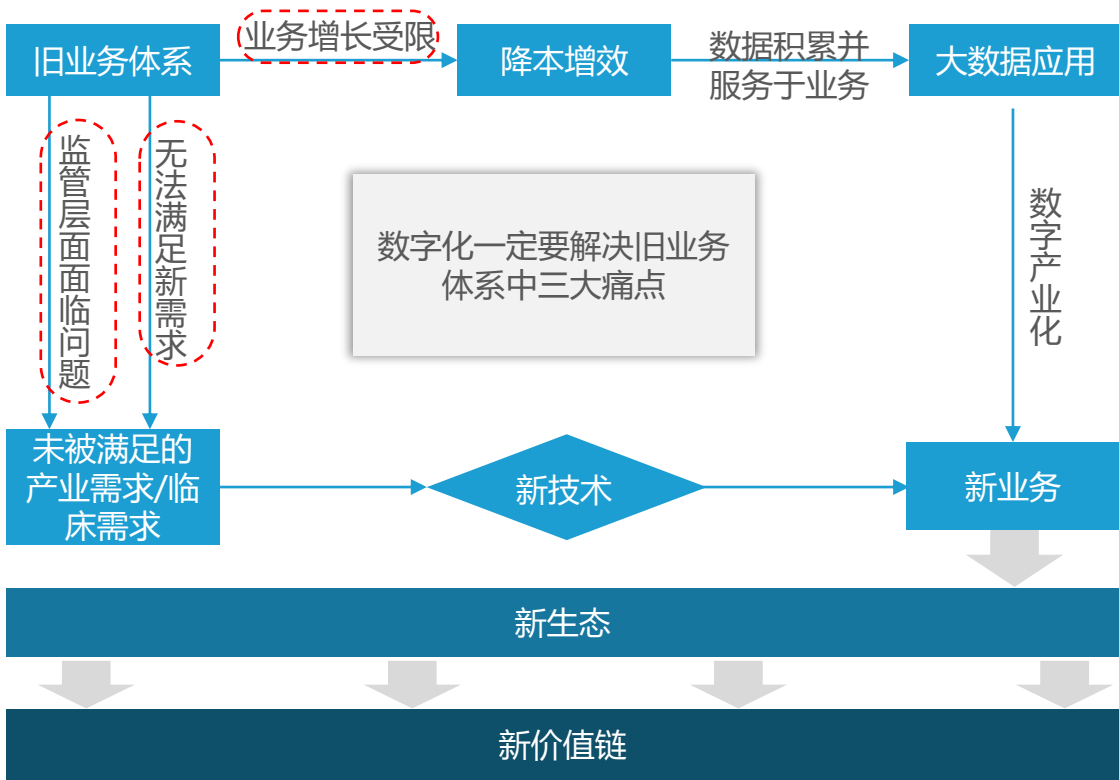 旧业务体系
业务增长受限
降本增效
数据积累并
服务于业务
大数据应用
监管层面面临问题
无法满足新需求
数字化一定要解决旧业务
体系中三大痛点
数字产业化
未被满足的
产业需求/临
床需求
新技术
新业务
新生态
新价值链